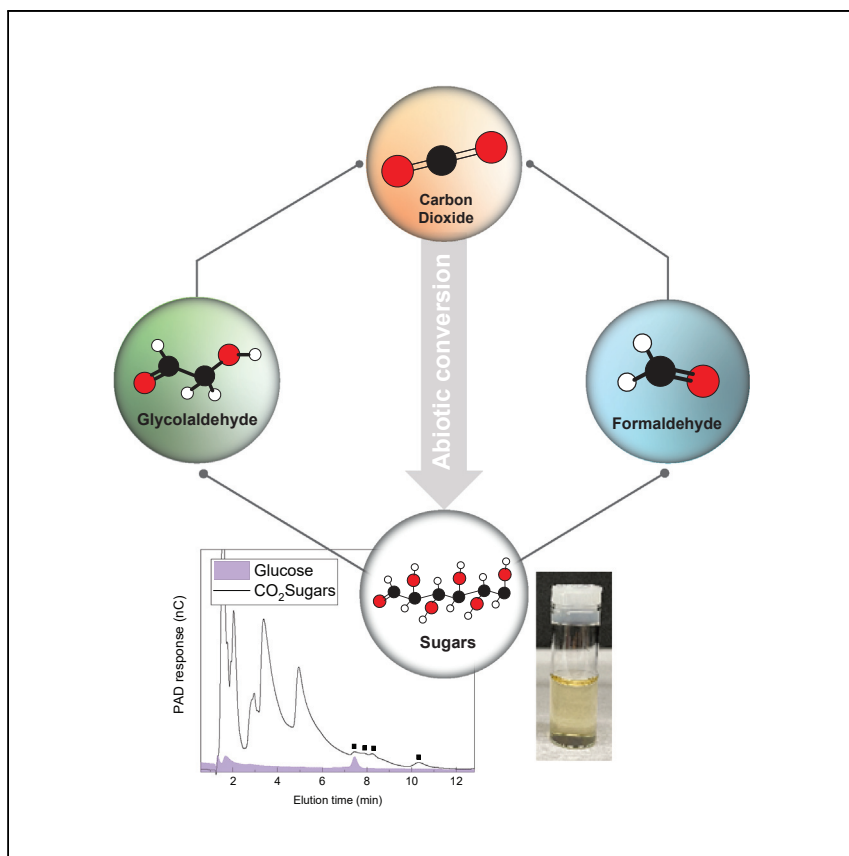 Carbon
Dioxide
Glycolaldehyde
Formaldehyde
Abiotic conversion
Sugars
Glucose
CO₂Sugars
PAD response (nC)
2 4 6 8 10 12
Elution time (min)